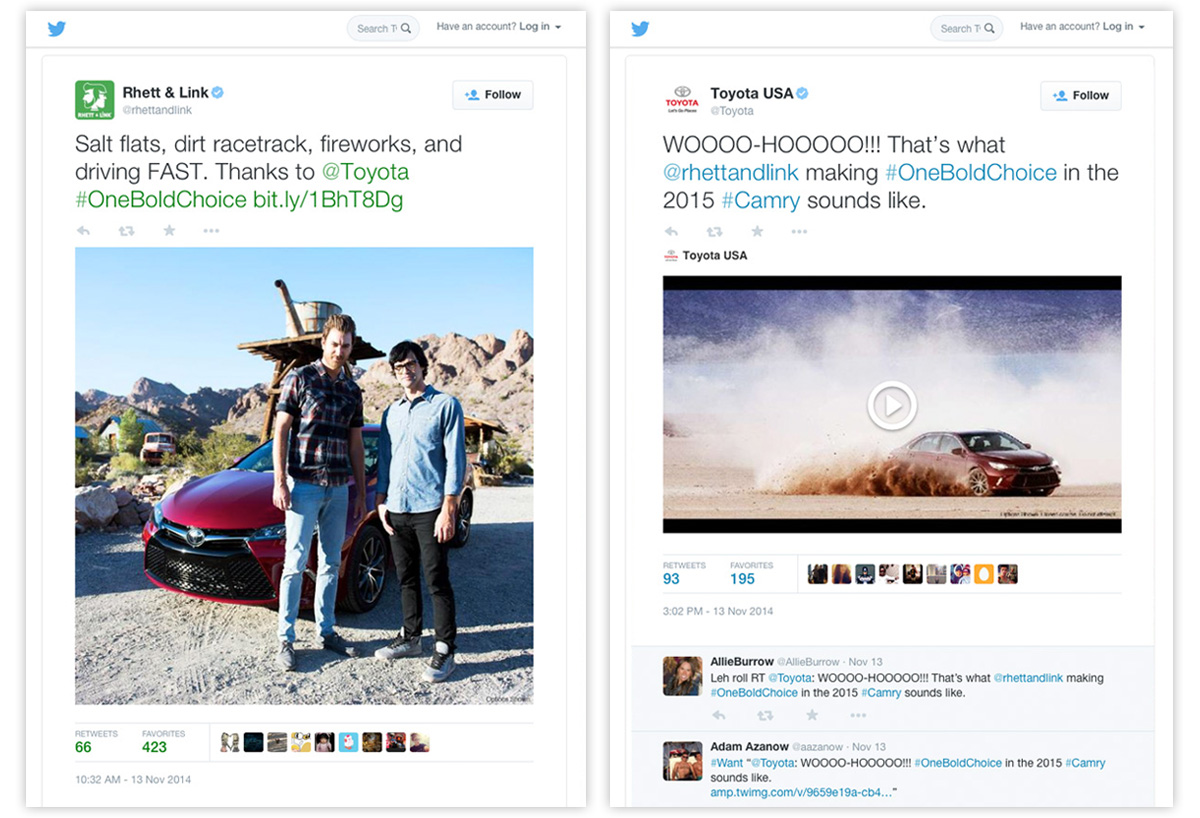 Search T
Have an account? Log in
Rhett & Link
@rhettandlink
Follow
RHETT & LINK
Salt flats, dirt racetrack, fireworks, and
driving FAST. Thanks to @Toyota
#OneBoldChoice bit.ly/1BhT8Dg
Options shown
RETWEETS FAVORITES
66 423
10:32 AM - 13 Nov 2014
Search T
Have an account? Log in
TOYOTA
Let's Go Places
Toyota USA
@Toyota
Follow
WOOOO-HOOOOO!!! That's what
@rhettandlink making #OneBoldChoice in the
2015 #Camry sounds like.
Toyota USA
RETWEETS FAVORITES
93 195
3:02 PM - 13 Nov 2014
AllieBurrow @AllieBurrow · Nov 13
Leh roll RT @Toyota: WOOOO-HOOOOO!!! That's what @rhettandlink making
#OneBoldChoice in the 2015 #Camry sounds like.
Adam Azanow @aazanow · Nov 13
#Want "@Toyota: WOOOO-HOOOOO!!! #OneBoldChoice in the 2015 #Camry
sounds like.
amp.twimg.com/v/9659e19a-cb4…"